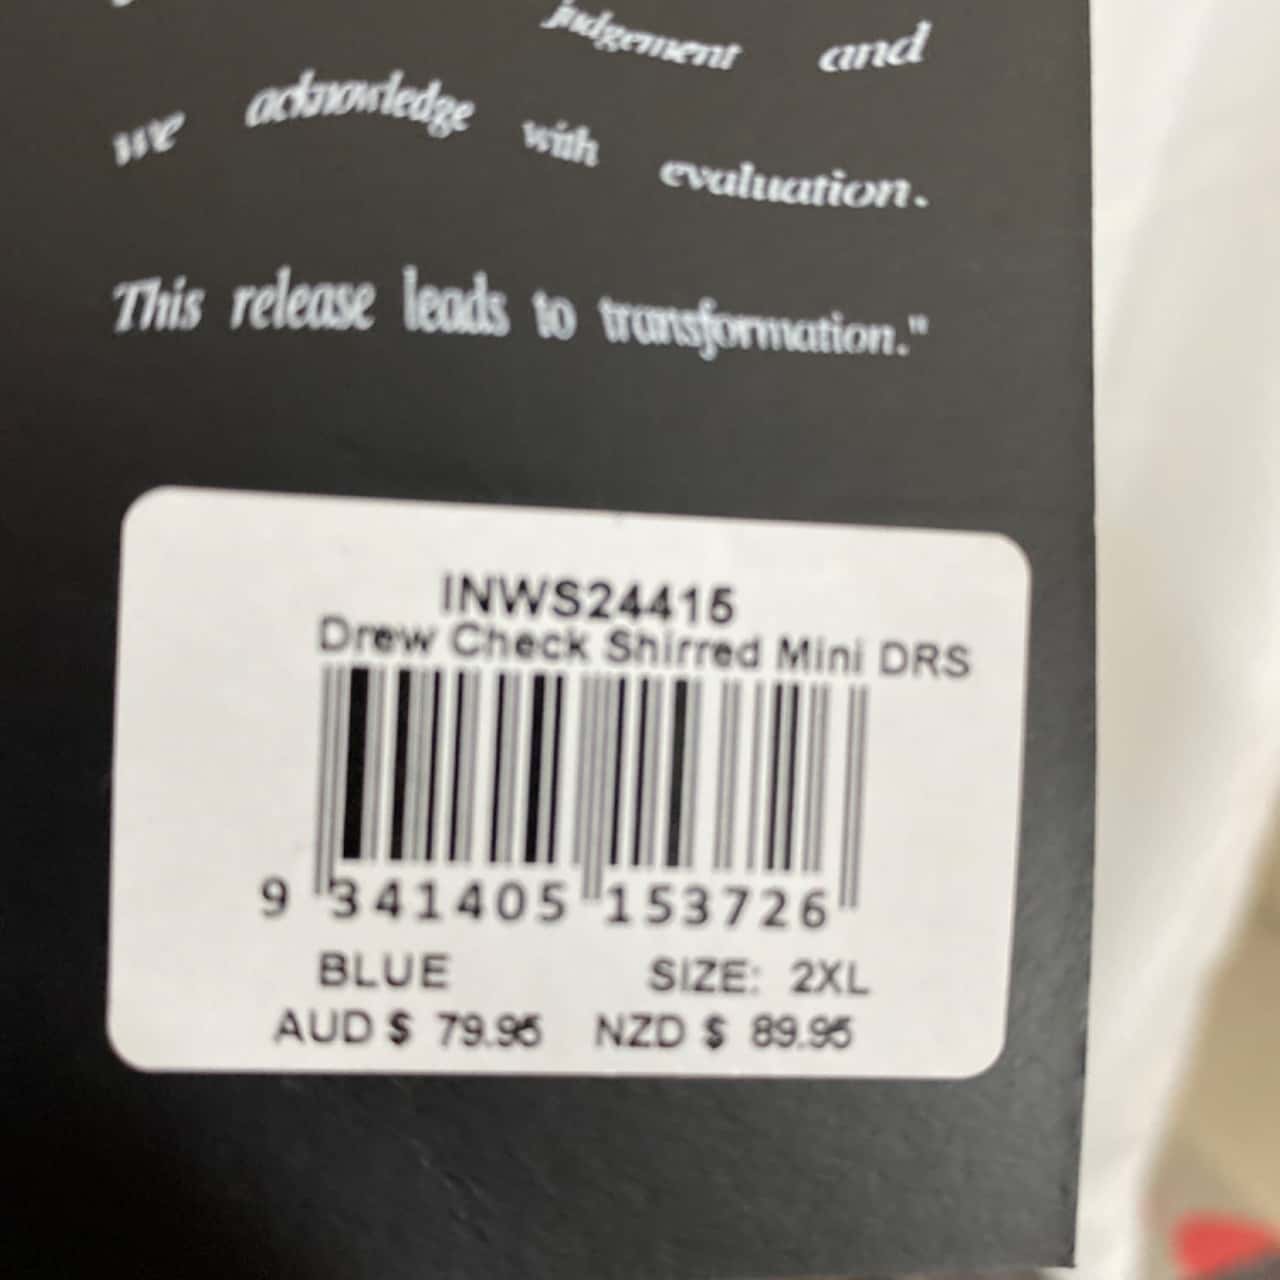 judgement and
we acknowledge with evaluation.
This release leads to transformation."
INWS24415
Drew Check Shirred Mini DRS
9 341405 153726
BLUE SIZE: 2XL
AUD $ 79.95 NZD $ 89.95